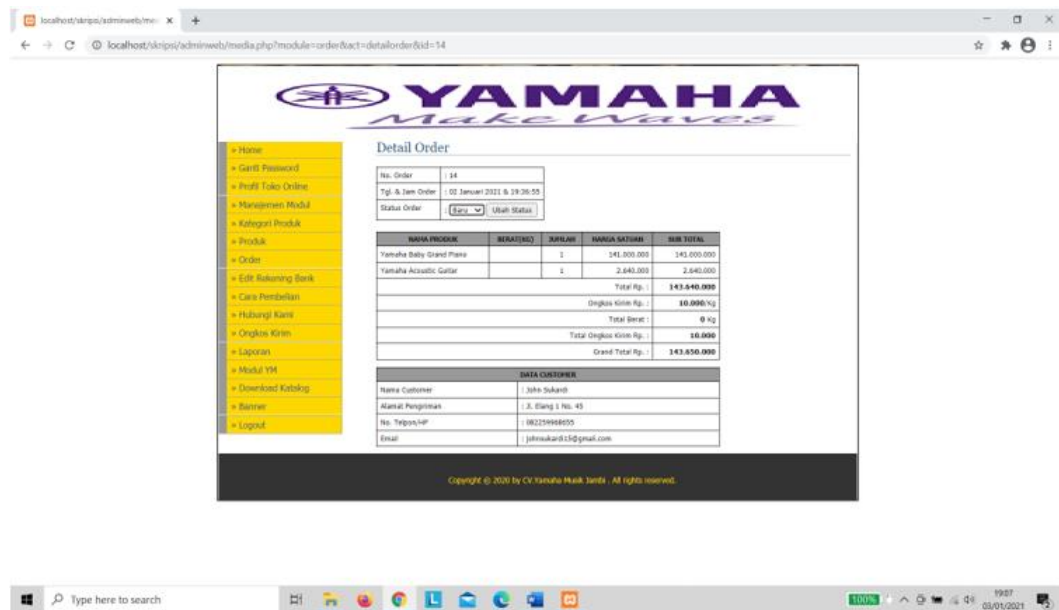 localhost/skripsi/adminweb/me
localhost/skripsi/adminweb/media.php?module=order&act=detailorder&id=14
YAMAHA
Make Waves
» Home
» Ganti Password
» Profil Toko Online
» Manajemen Modul
» Kategori Produk
» Produk
» Order
» Edit Rekening Bank
» Cara Pembelian
» Hubungi Kami
» Ongkos Kirim
» Laporan
» Modul YM
» Download Katalog
» Banner
» Logout
Detail Order
No. Order : 14
Tgl. & Jam Order : 02 Januari 2021 & 19:36:55
Status Order : Baru Ubah Status
NAMA PRODUK BERAT(KG) JUMLAH HARGA SATUAN SUB TOTAL
Yamaha Baby Grand Piano 1 141.000.000 141.000.000
Yamaha Acoustic Guitar 1 2.640.000 2.640.000
Total Rp. : 143.640.000
Ongkos Kirim Rp. : 10.000/Kg
Total Berat : 0 Kg
Total Ongkos Kirim Rp. : 10.000
Grand Total Rp. : 143.650.000
DATA CUSTOMER
Nama Customer : John Sukardi
Alamat Pengiriman : Jl. Elang 1 No. 45
No. Telpon/HP : 082259968655
Email : johnsukardi15@gmail.com
Copyright © 2020 by CV.Yamaha Musik Jambi . All rights reserved.
Type here to search
100%
19:07
03/01/2021